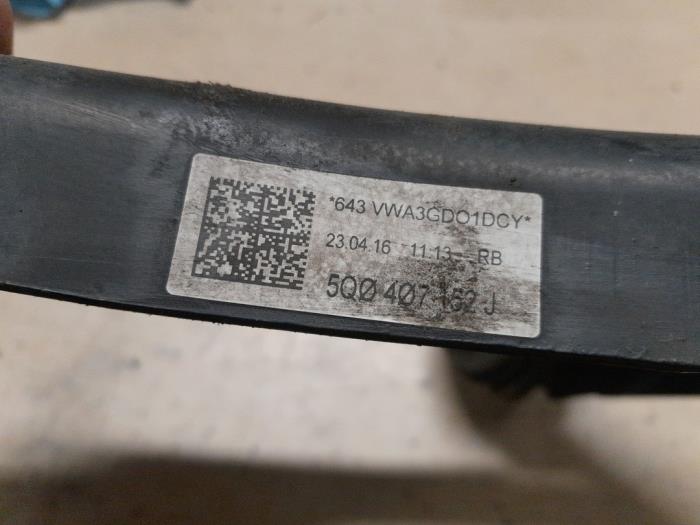 *643 VWA3GDO1DCY*
23.04.16 11:13 RB
5Q0 407 152 J